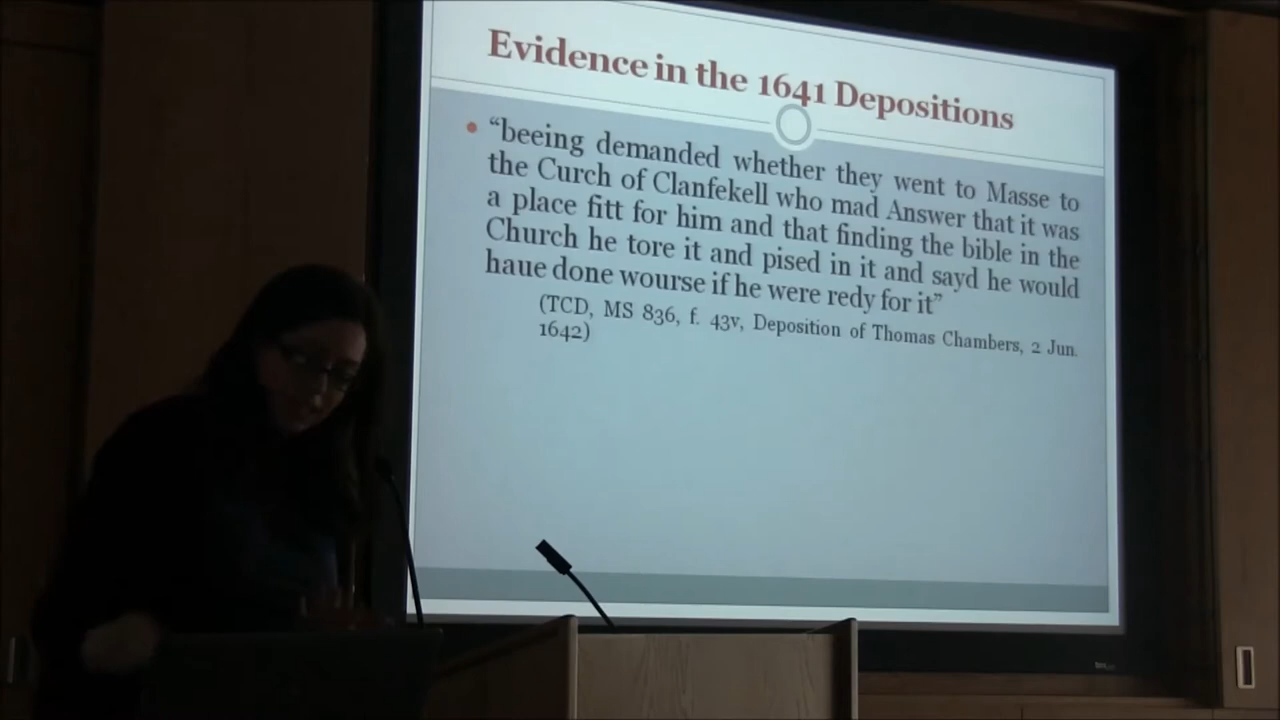 Evidence in the 1641 Depositions
“beeing demanded whether they went to Masse to
the Curch of Clanfekell who mad Answer that it was
a place fitt for him and that finding the bible in the
Church he tore it and pised in it and sayd he would
haue done wourse if he were redy for it”
(TCD, MS 836, f. 43v, Deposition of Thomas Chambers, 2 Jun.
1642)